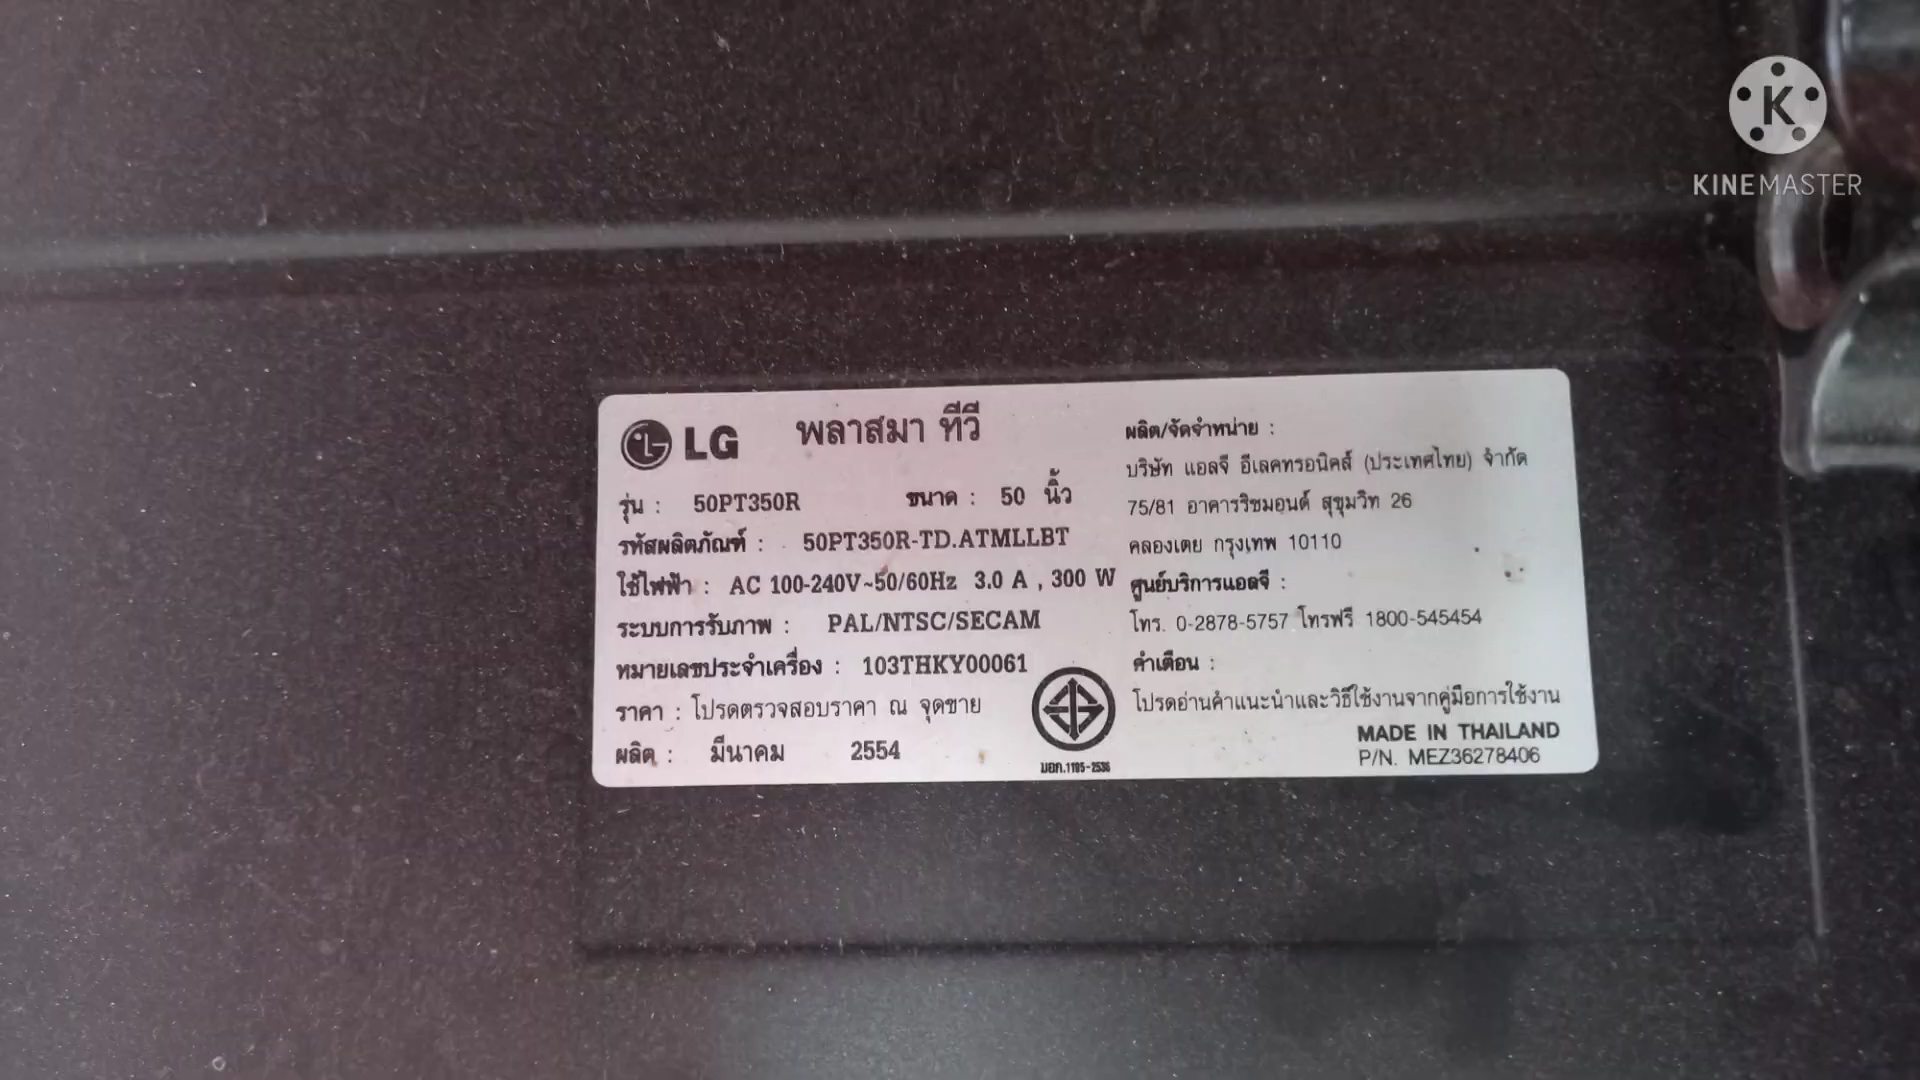 K
KINEMASTER
LG พลาสมา ทีวี
รุ่น : 50PT350R ขนาด : 50 นิ้ว
รหัสผลิตภัณฑ์ : 50PT350R-TD.ATMLLBT
ใช้ไฟฟ้า : AC 100-240V~50/60Hz 3.0 A , 300 W
ระบบการรับภาพ : PAL/NTSC/SECAM
หมายเลขประจำเครื่อง : 103THKY00061
ราคา : โปรดตรวจสอบราคา ณ จุดขาย
ผลิต : มีนาคม 2554
มอก.1195-2536
ผลิต/จัดจำหน่าย :
บริษัท แอลจี อีเลคทรอนิคส์ (ประเทศไทย) จำกัด
75/81 อาคารริชมอนด์ สุขุมวิท 26
คลองเตย กรุงเทพ 10110
ศูนย์บริการแอลจี :
โทร. 0-2878-5757 โทรฟรี 1800-545454
คำเตือน :
โปรดอ่านคำแนะนำและวิธีใช้งานจากคู่มือการใช้งาน
MADE IN THAILAND
P/N. MEZ36278406